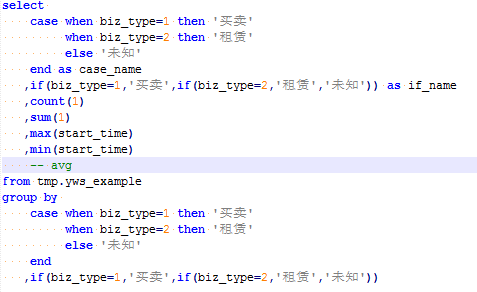 select
    case when biz_type=1 then '买卖'
         when biz_type=2 then '租赁'
         else '未知'
    end as case_name
   ,if(biz_type=1,'买卖',if(biz_type=2,'租赁','未知')) as if_name
   ,count(1)
   ,sum(1)
   ,max(start_time)
   ,min(start_time)
    -- avg
from tmp.yws_example
group by
    case when biz_type=1 then '买卖'
         when biz_type=2 then '租赁'
         else '未知'
    end
   ,if(biz_type=1,'买卖',if(biz_type=2,'租赁','未知'))